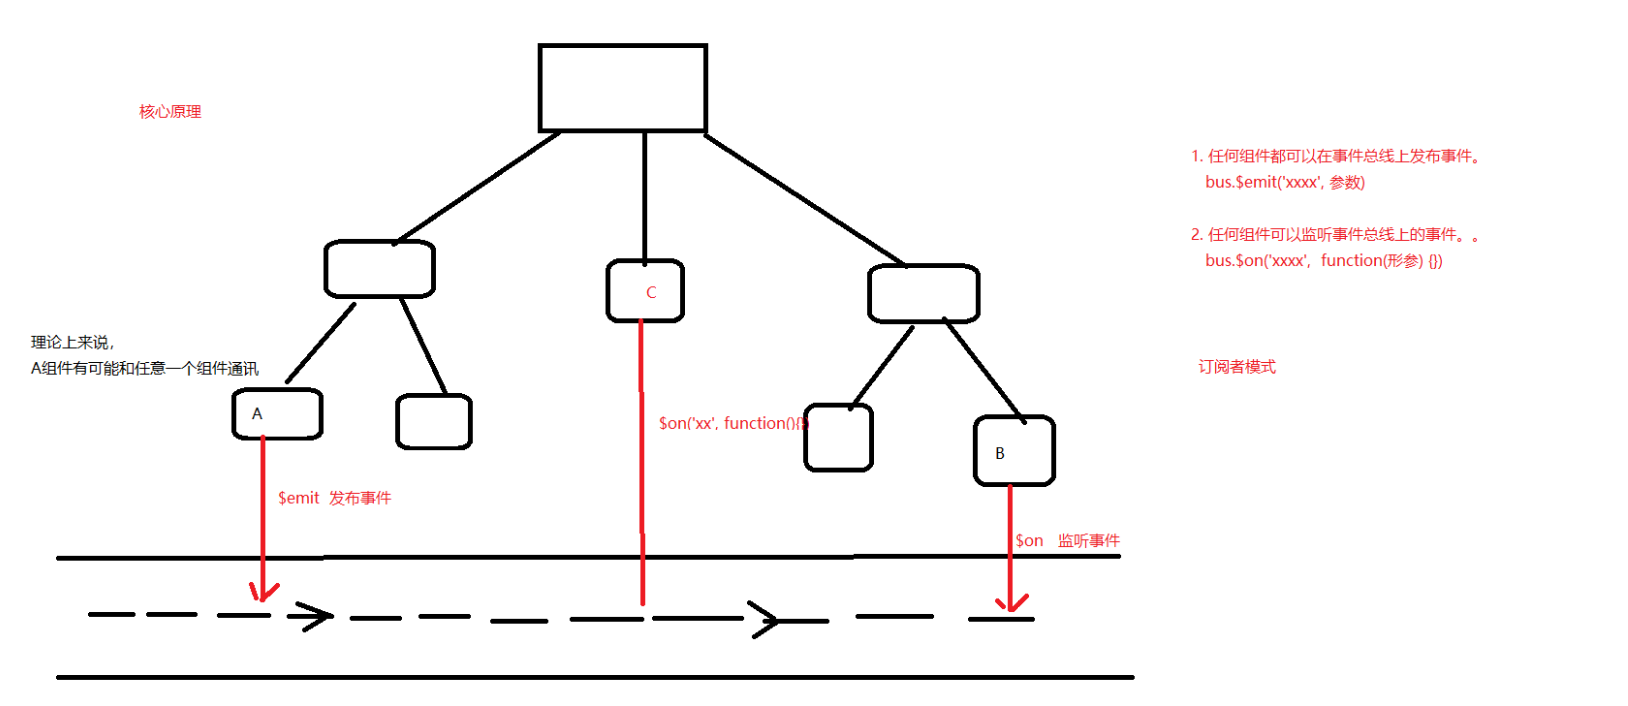 核心原理
1. 任何组件都可以在事件总线上发布事件。
bus.$emit('xxxx', 参数)
2. 任何组件可以监听事件总线上的事件。。
bus.$on('xxxx',  function(形参) {})
C
理论上来说，
A组件有可能和任意一个组件通讯
订阅者模式
A
$on('xx', function(){})
B
$emit  发布事件
$on   监听事件